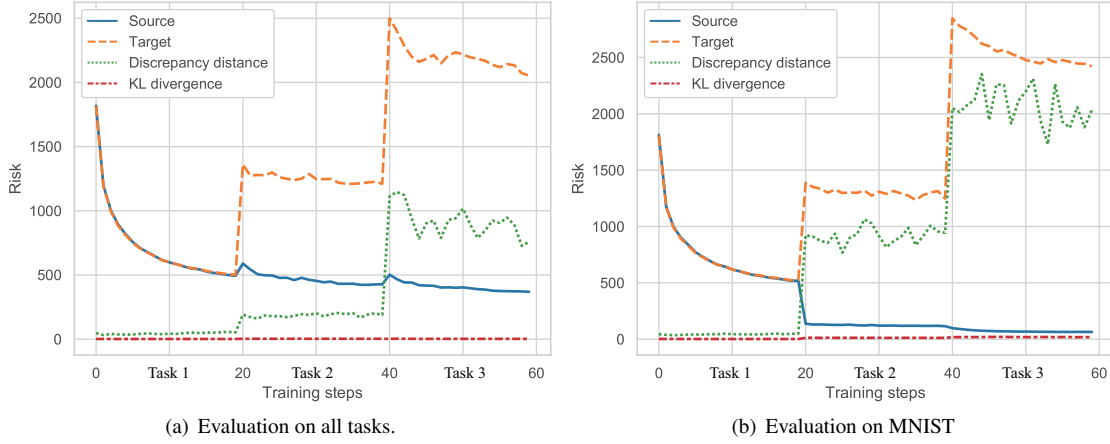 Source
Target
Discrepancy distance
KL divergence
2500
2000
1500
1000
500
0
Risk
0 Task 1 20 Task 2 40 Task 3 60
Training steps
(a) Evaluation on all tasks.
Source
Target
Discrepancy distance
KL divergence
2500
2000
1500
1000
500
0
Risk
0 Task 1 20 Task 2 40 Task 3 60
Training steps
(b) Evaluation on MNIST